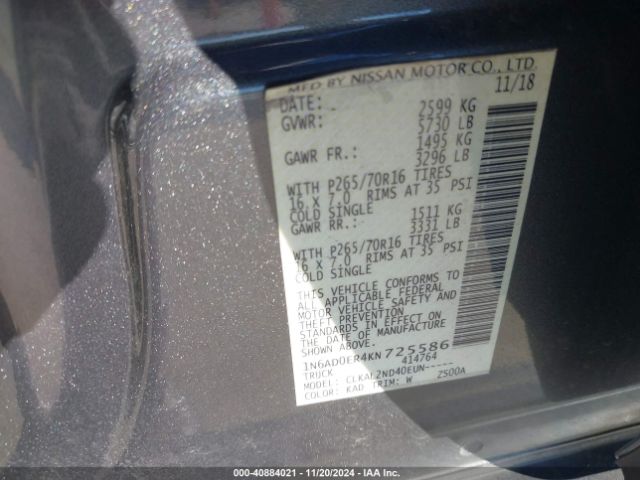 MFD BY NISSAN MOTOR CO., LTD.
DATE: 11/18
GVWR: 2599 KG
5730 LB
GAWR FR.: 1495 KG
3296 LB
WITH P265/70R16 TIRES
16 X 7.0 RIMS AT 35 PSI
COLD SINGLE
GAWR RR.: 1511 KG
3331 LB
WITH P265/70R16 TIRES
16 X 7.0 RIMS AT 35 PSI
COLD SINGLE
THIS VEHICLE CONFORMS TO
ALL APPLICABLE FEDERAL
MOTOR VEHICLE SAFETY AND
THEFT PREVENTION
STANDARDS IN EFFECT ON
THE DATE OF MANUFACTURE
SHOWN ABOVE.
1N6AD0ER4KN725586
TRUCK 414764
MODEL: CLKAL2ND40EUN-----
COLOR: KAD TRIM: W Z500A
000-40884021 - 11/20/2024 - IAA Inc.